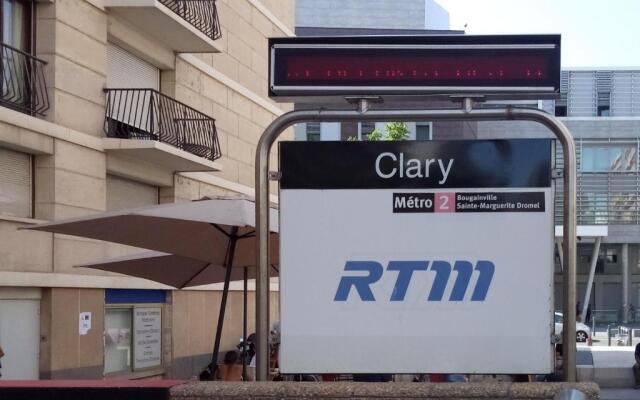 Clary
Métro 2 Bougainville
Sainte-Marguerite Dromel
RTM